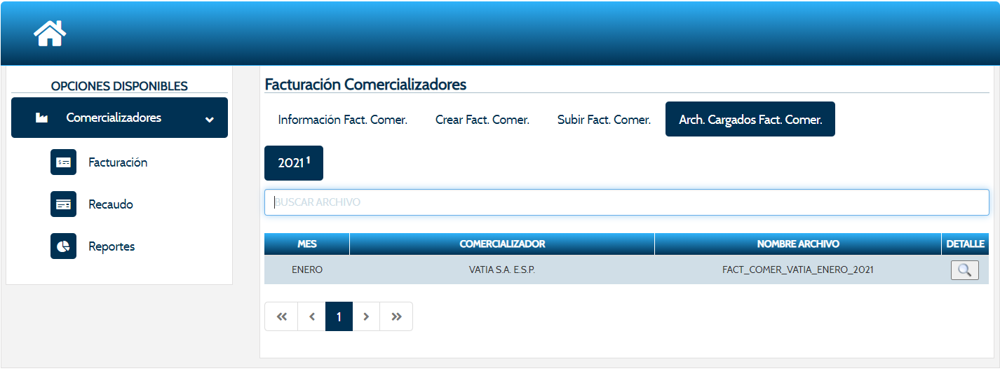 OPCIONES DISPONIBLES
Comercializadores
Facturación
Recaudo
Reportes
Facturación Comercializadores
Información Fact. Comer. Crear Fact. Comer. Subir Fact. Comer. Arch. Cargados Fact. Comer.
2021 1
BUSCAR ARCHIVO
MES COMERCIALIZADOR NOMBRE ARCHIVO DETALLE
ENERO VATIA S.A. E.S.P. FACT_COMER_VATIA_ENERO_2021
« ‹ 1 › »